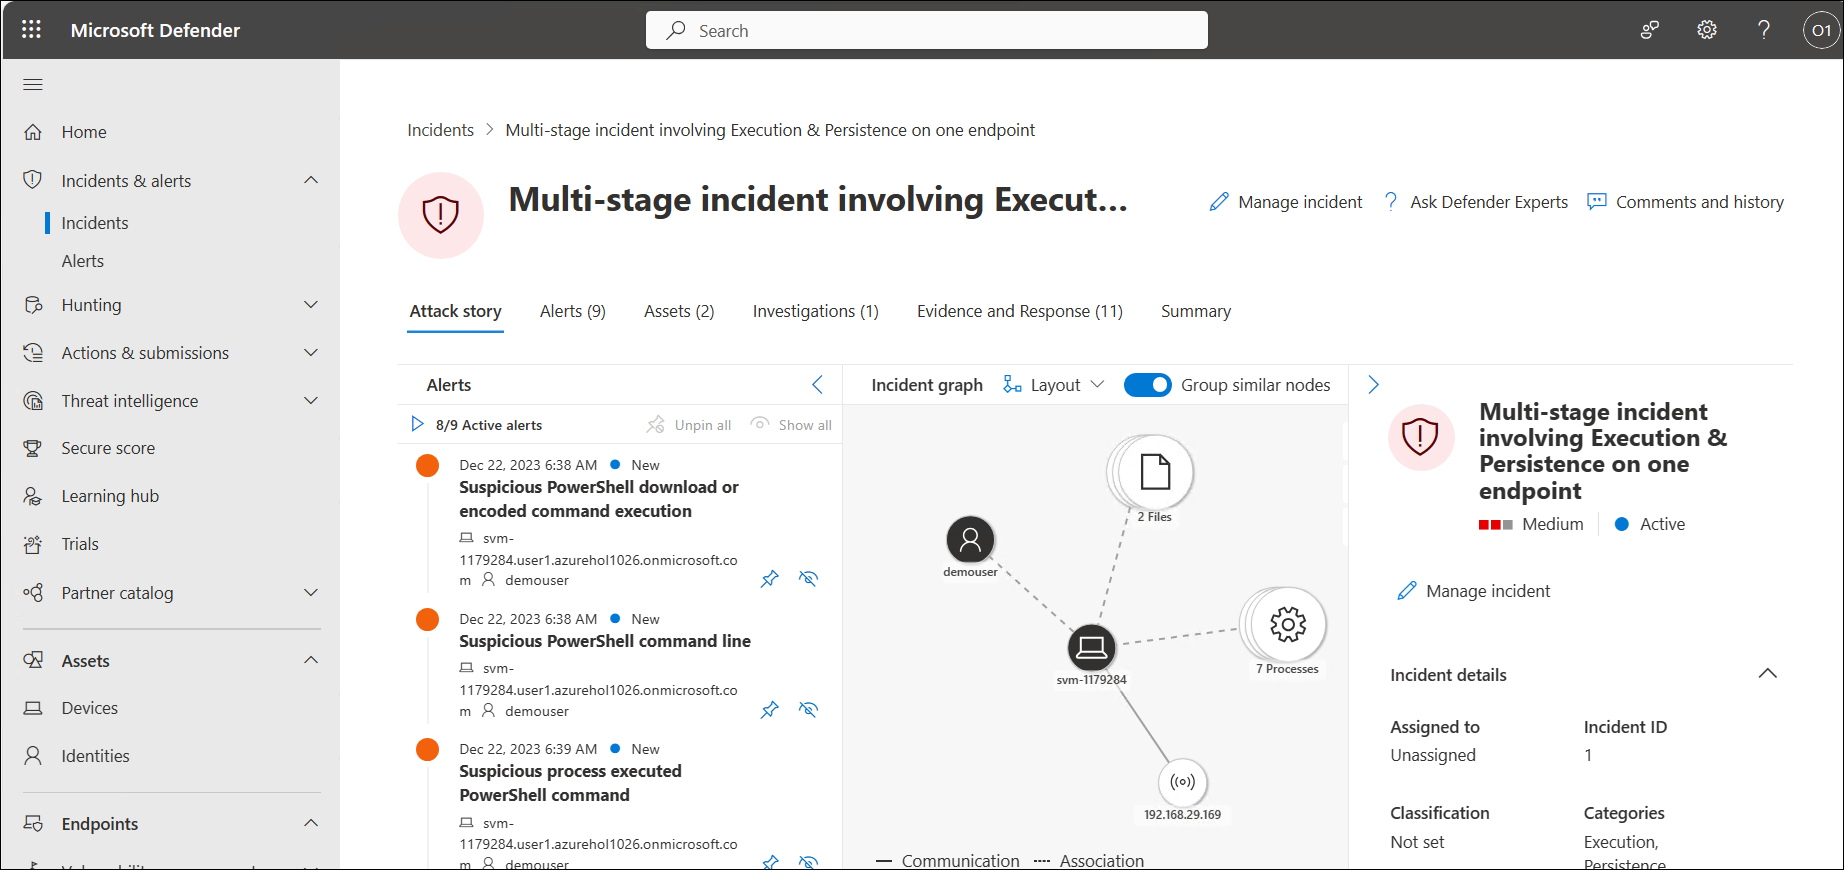 Microsoft Defender
Search
O1
Home
Incidents & alerts
Incidents
Alerts
Hunting
Actions & submissions
Threat intelligence
Secure score
Learning hub
Trials
Partner catalog
Assets
Devices
Identities
Endpoints
Incidents > Multi-stage incident involving Execution & Persistence on one endpoint
Multi-stage incident involving Execut...
Manage incident
Ask Defender Experts
Comments and history
Attack story
Alerts (9)
Assets (2)
Investigations (1)
Evidence and Response (11)
Summary
Alerts
8/9 Active alerts
Unpin all
Show all
Dec 22, 2023 6:38 AM New
Suspicious PowerShell download or
encoded command execution
svm-
1179284.user1.azurehol1026.onmicrosoft.co
m demouser
Dec 22, 2023 6:38 AM New
Suspicious PowerShell command line
svm-
1179284.user1.azurehol1026.onmicrosoft.co
m demouser
Dec 22, 2023 6:39 AM New
Suspicious process executed
PowerShell command
svm-
1179284.user1.azurehol1026.onmicrosoft.co
m demouser
Incident graph
Layout
Group similar nodes
2 Files
demouser
7 Processes
svm-1179284
192.168.29.169
Communication
Association
Multi-stage incident
involving Execution &
Persistence on one
endpoint
Medium
Active
Manage incident
Incident details
Assigned to
Unassigned
Incident ID
1
Classification
Not set
Categories
Execution,
Persistence